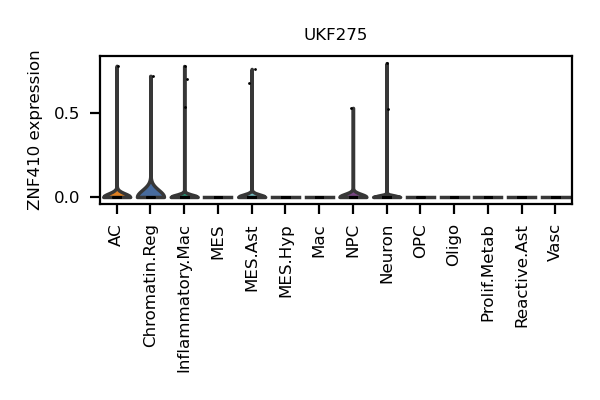 UKF275
ZNF410 expression
0.5
0.0
AC
Chromatin.Reg
Inflammatory.Mac
MES
MES.Ast
MES.Hyp
Mac
NPC
Neuron
OPC
Oligo
Prolif.Metab
Reactive.Ast
Vasc